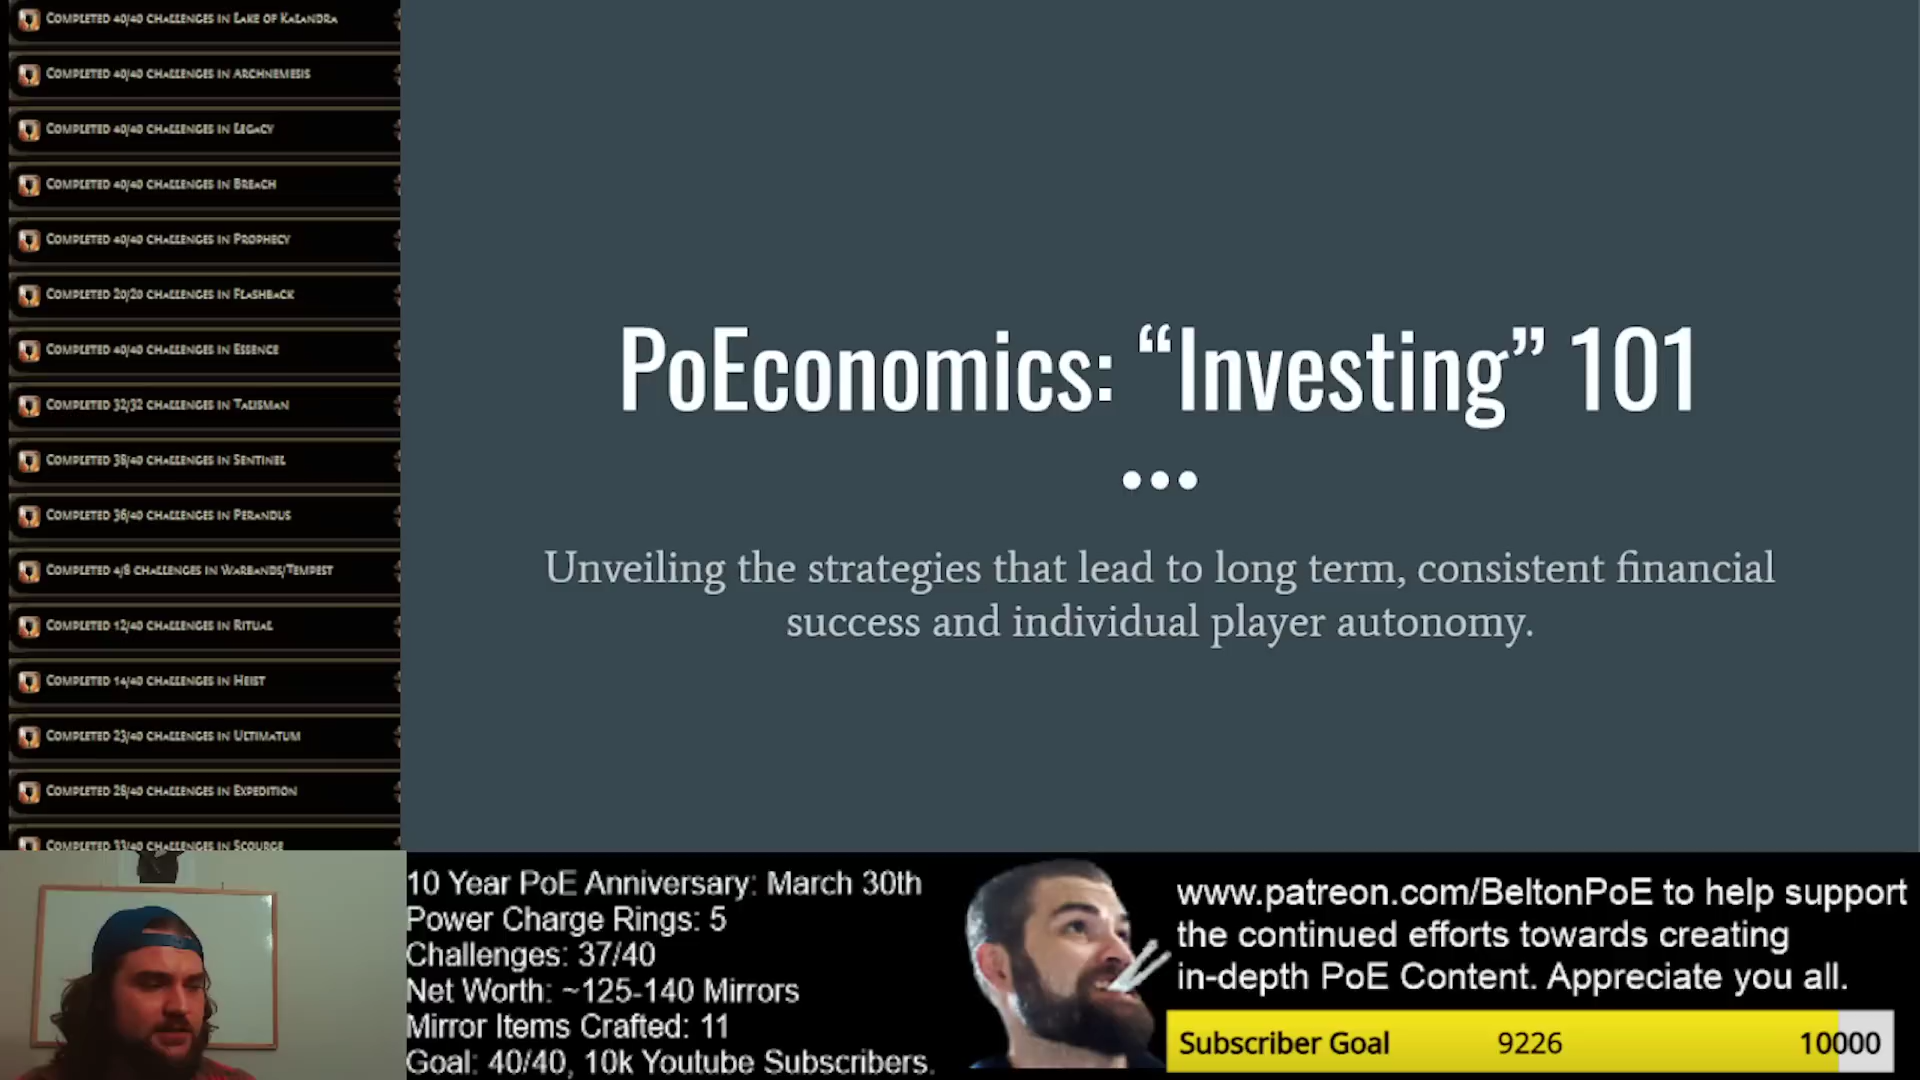 Completed 40/40 challenges in Lake of Kalandra
Completed 40/40 challenges in Archnemesis
Completed 40/40 challenges in Legacy
Completed 40/40 challenges in Breach
Completed 40/40 challenges in Prophecy
Completed 20/20 challenges in Flashback
Completed 40/40 challenges in Essence
Completed 32/32 challenges in Talisman
Completed 38/40 challenges in Sentinel
Completed 36/40 challenges in Perandus
Completed 4/8 challenges in Warbands/Tempest
Completed 12/40 challenges in Ritual
Completed 14/40 challenges in Heist
Completed 23/40 challenges in Ultimatum
Completed 28/40 challenges in Expedition
Completed 33/40 challenges in Scourge
PoEconomics: “Investing” 101
Unveiling the strategies that lead to long term, consistent financial
success and individual player autonomy.
10 Year PoE Anniversary: March 30th
Power Charge Rings: 5
Challenges: 37/40
Net Worth: ~125-140 Mirrors
Mirror Items Crafted: 11
Goal: 40/40, 10k Youtube Subscribers.
www.patreon.com/BeltonPoE to help support
the continued efforts towards creating
in-depth PoE Content. Appreciate you all.
Subscriber Goal 9226 10000